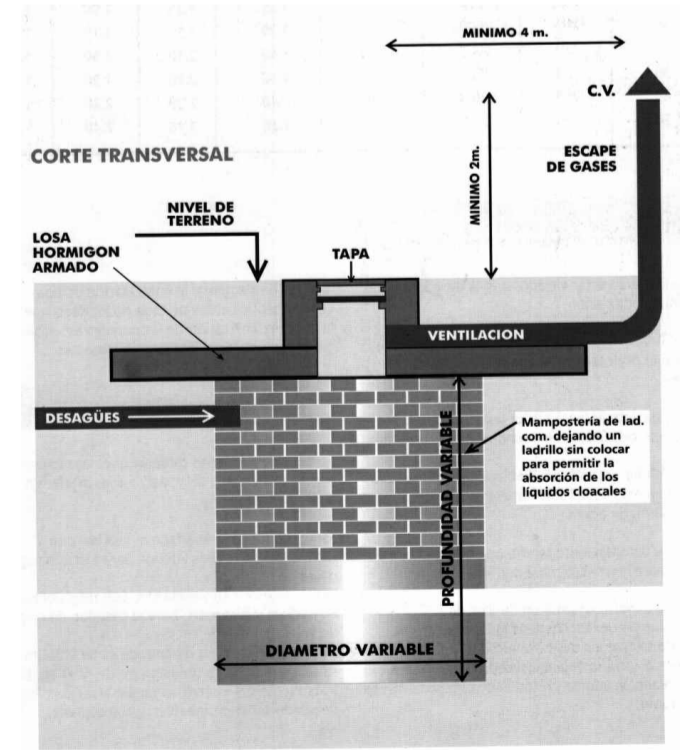 MINIMO 4 m.
C.V.
MINIMO 2m.
ESCAPE
DE GASES
CORTE TRANSVERSAL
NIVEL DE
TERRENO
LOSA
HORMIGON
ARMADO
TAPA
VENTILACION
DESAGÜES
PROFUNDIDAD VARIABLE
Mampostería de lad.
com. dejando un
ladrillo sin colocar
para permitir la
absorción de los
líquidos cloacales
DIAMETRO VARIABLE